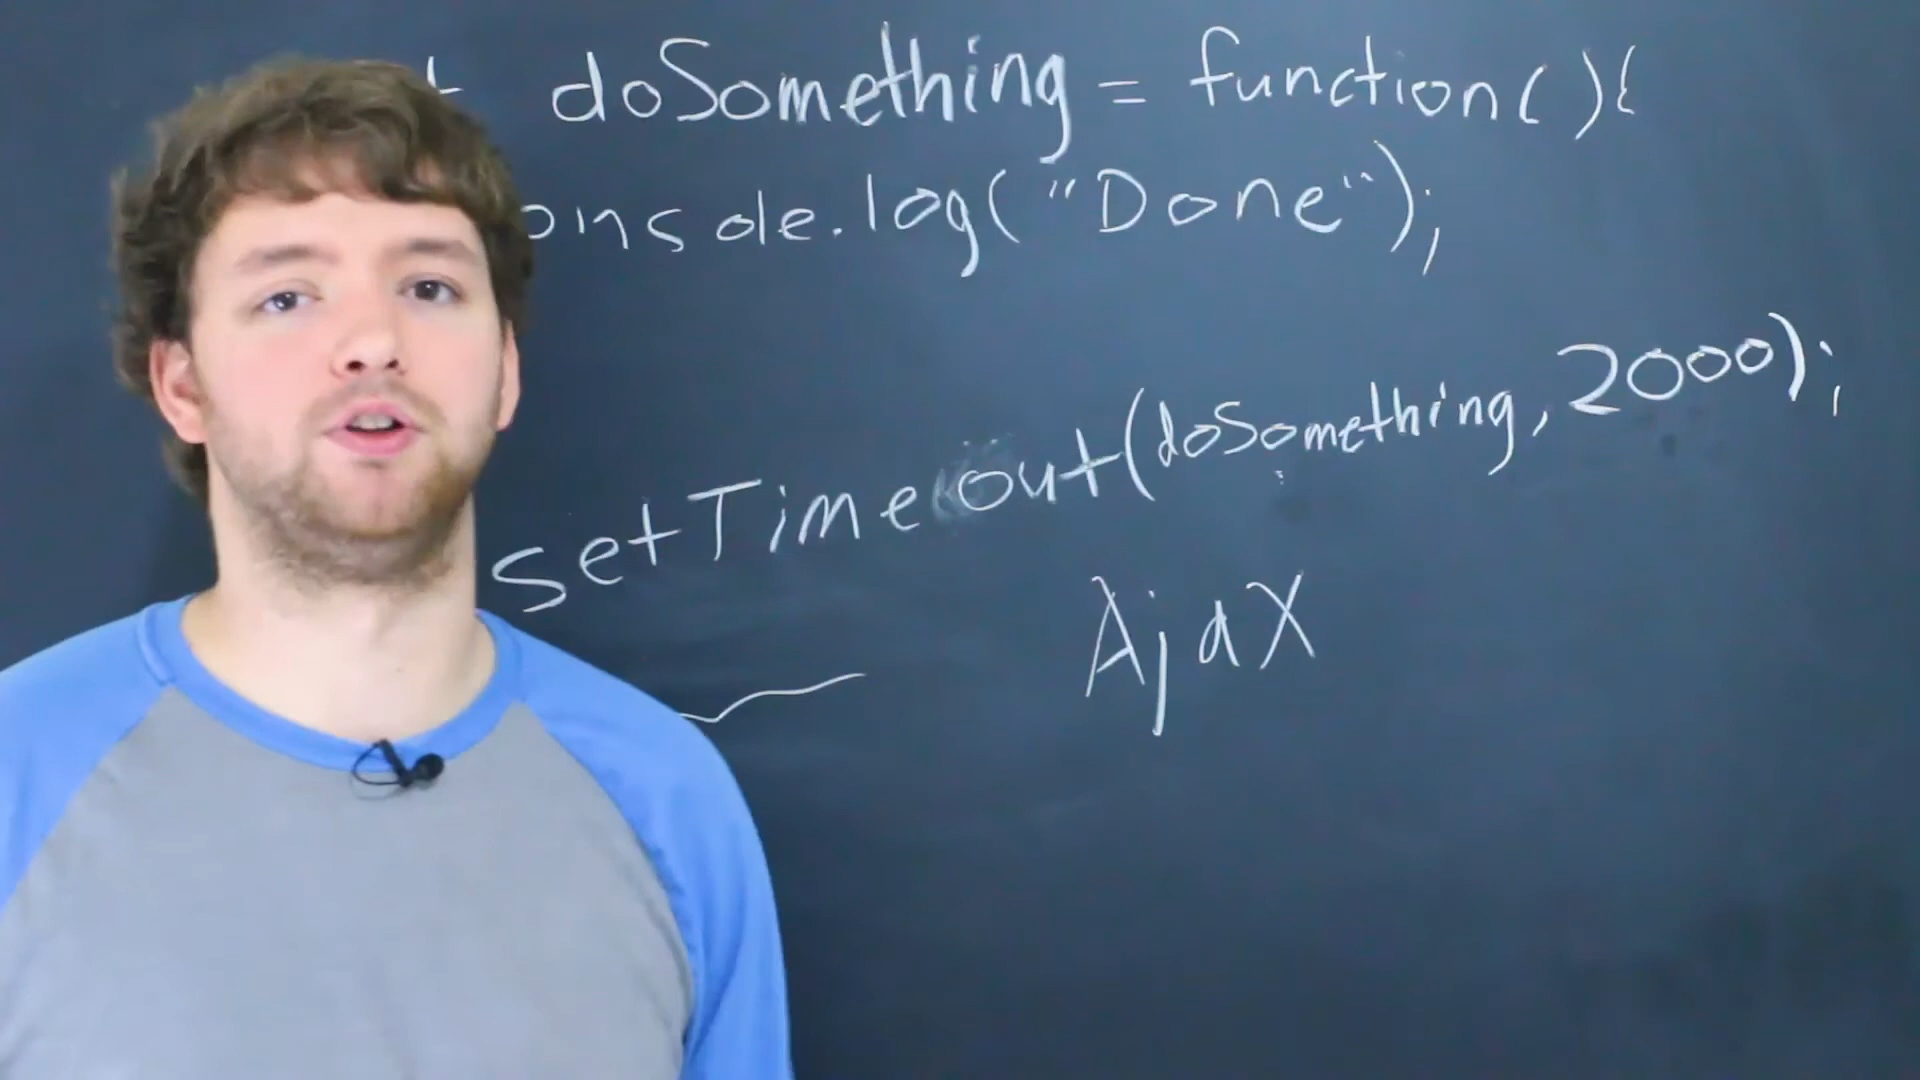 doSomething = function(){
onsole.log("Done");
setTimeout(doSomething, 2000);
Ajax